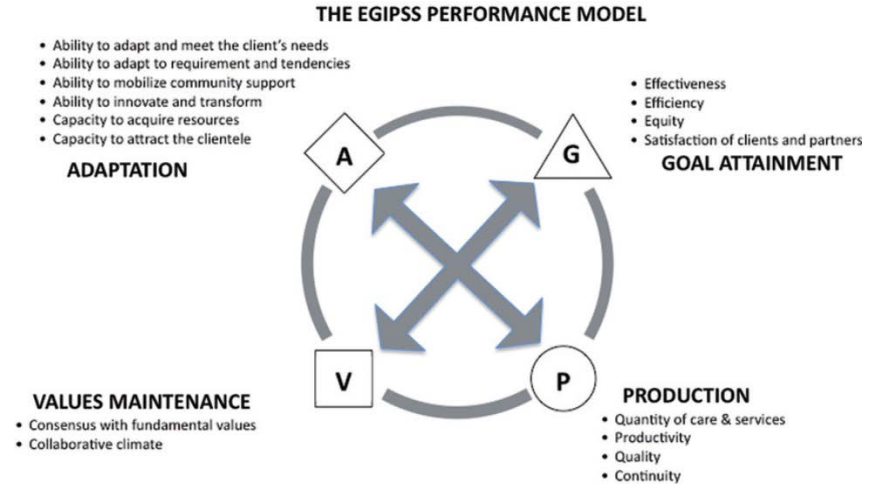 THE EGIPSS PERFORMANCE MODEL
• Ability to adapt and meet the client's needs
• Ability to adapt to requirement and tendencies
• Ability to mobilize community support
• Ability to innovate and transform
• Capacity to acquire resources
• Capacity to attract the clientele
ADAPTATION
A
• Effectiveness
• Efficiency
• Equity
• Satisfaction of clients and partners
GOAL ATTAINMENT
G
V
VALUES MAINTENANCE
• Consensus with fundamental values
• Collaborative climate
P
PRODUCTION
• Quantity of care & services
• Productivity
• Quality
• Continuity